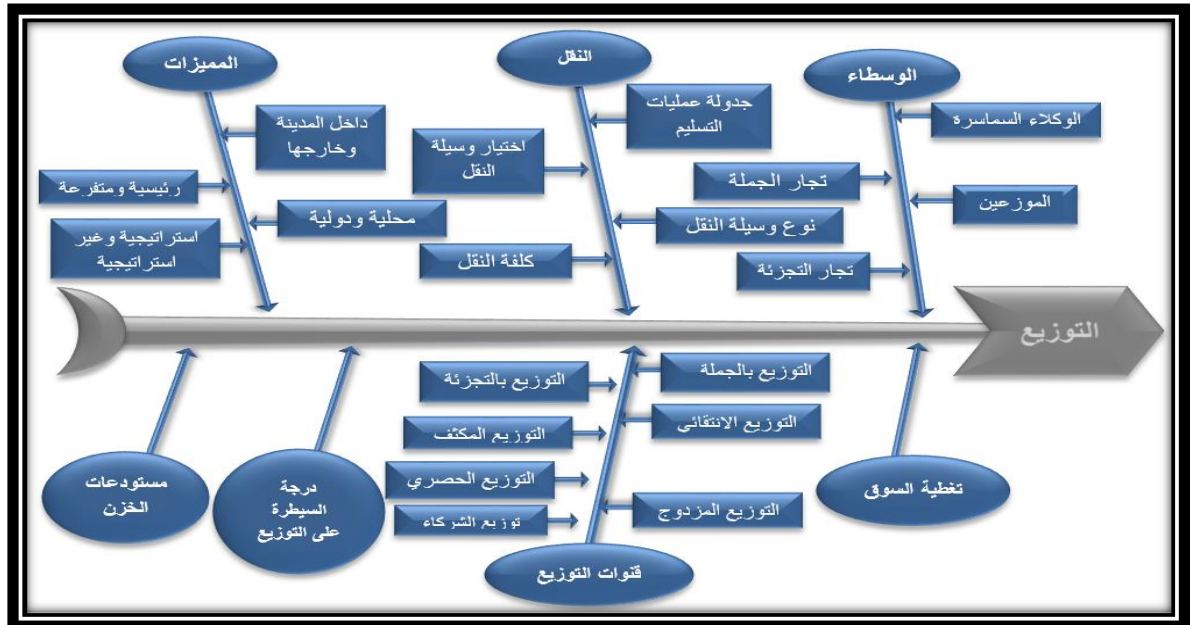 الوسطاء
النقل
المميزات
الوكلاء السماسرة
تجار الجملة
الموزعين
تجار التجزئة
جدولة عمليات
التسليم
اختيار وسيلة
النقل
نوع وسيلة النقل
كلفة النقل
داخل المدينة
وخارجها
رئيسية ومتفرعة
محلية ودولية
استراتيجية وغير
استراتيجية
التوزيع
التوزيع بالجملة
التوزيع بالتجزئة
التوزيع الانتقائي
التوزيع المكثف
التوزيع الحصري
التوزيع المزدوج
توزيع الشركاء
تغطية السوق
قنوات التوزيع
درجة
السيطرة
على التوزيع
مستودعات
الخزن